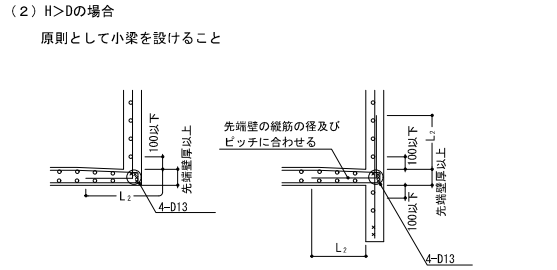 （２）H＞Dの場合
原則として小梁を設けること
100以下
先端壁厚以上
L2
4-D13
先端壁の縦筋の径及び
ピッチに合わせる
L2
100以下
先端壁厚以上
100以下
L2
4-D13